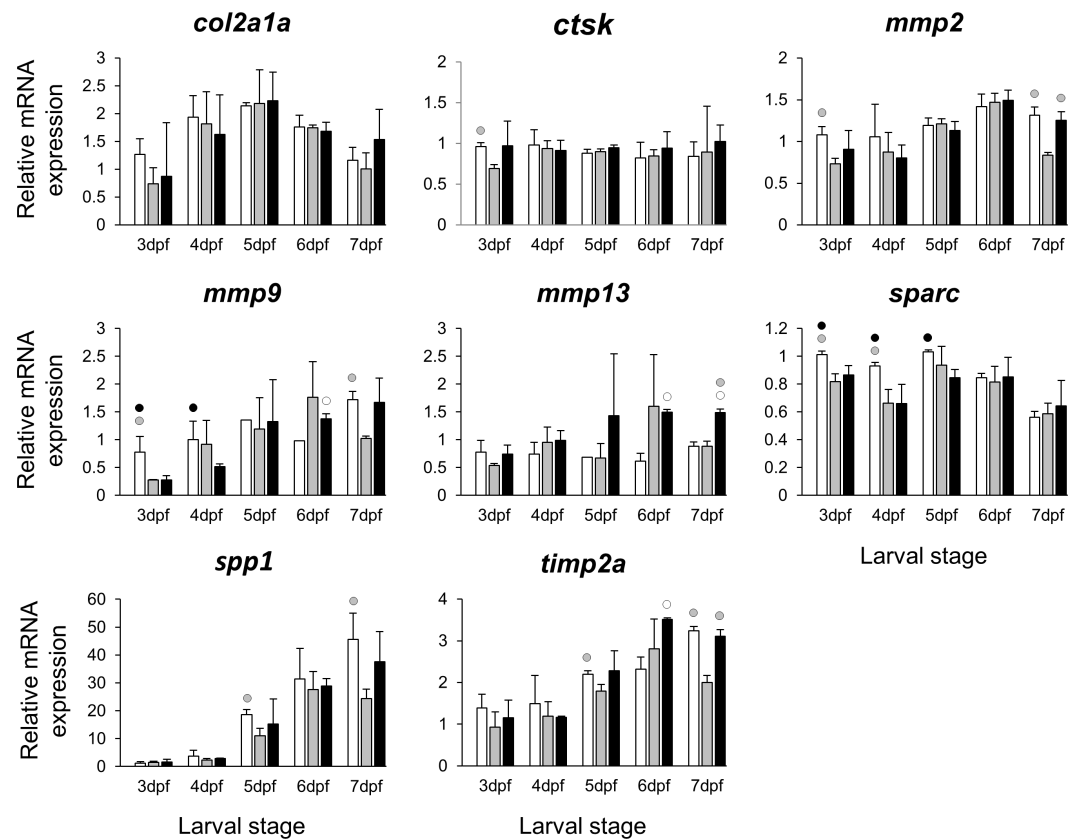 col2a1a
ctsk
mmp2
Relative mRNA
expression
3
2.5
2
1.5
1
0.5
0
3dpf 4dpf 5dpf 6dpf 7dpf
2
1.5
1
0.5
0
3dpf 4dpf 5dpf 6dpf 7dpf
2
1.5
1
0.5
0
3dpf 4dpf 5dpf 6dpf 7dpf
mmp9
mmp13
sparc
Relative mRNA
expression
3
2.5
2
1.5
1
0.5
0
3dpf 4dpf 5dpf 6dpf 7dpf
3
2.5
2
1.5
1
0.5
0
3dpf 4dpf 5dpf 6dpf 7dpf
1.2
1
0.8
0.6
0.4
0.2
0
3dpf 4dpf 5dpf 6dpf 7dpf
Larval stage
spp1
timp2a
Relative mRNA
expression
60
50
40
30
20
10
0
3dpf 4dpf 5dpf 6dpf 7dpf
Larval stage
4
3
2
1
0
3dpf 4dpf 5dpf 6dpf 7dpf
Larval stage